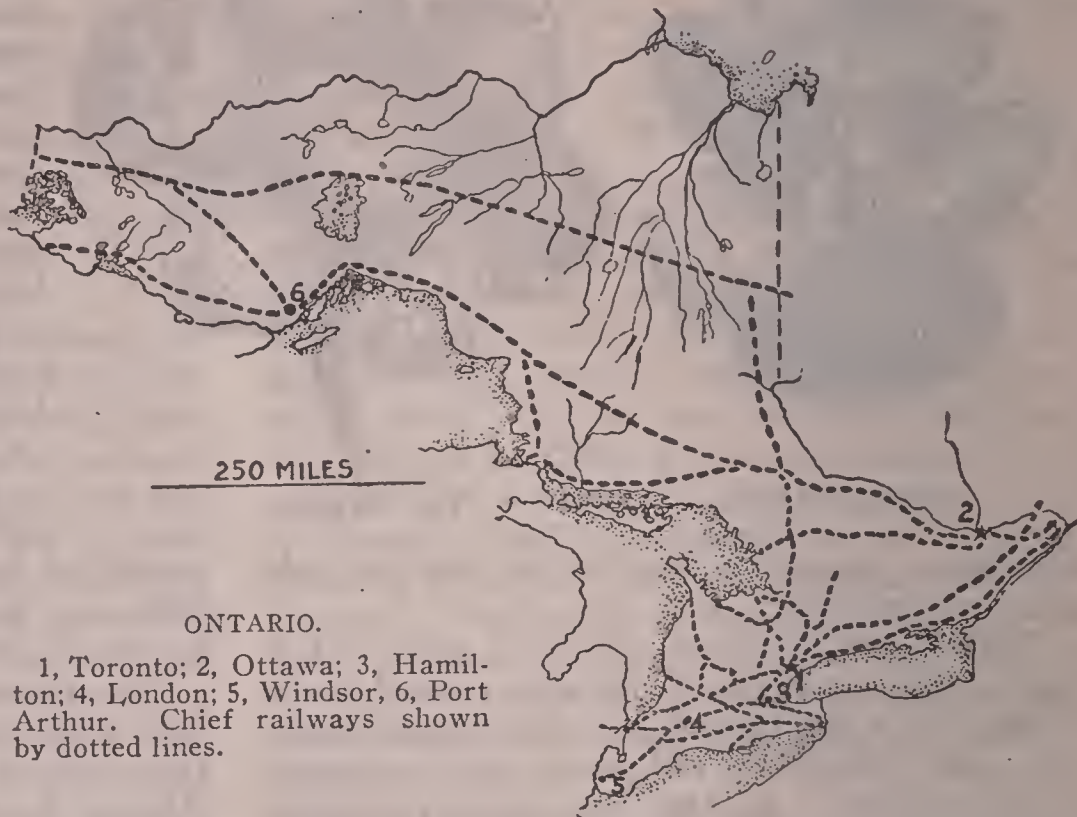 6
250 MILES
2
ONTARIO.
1, Toronto; 2, Ottawa; 3, Hamil-
ton; 4, London; 5, Windsor, 6, Port
Arthur. Chief railways shown
by dotted lines.
1
3
4
5